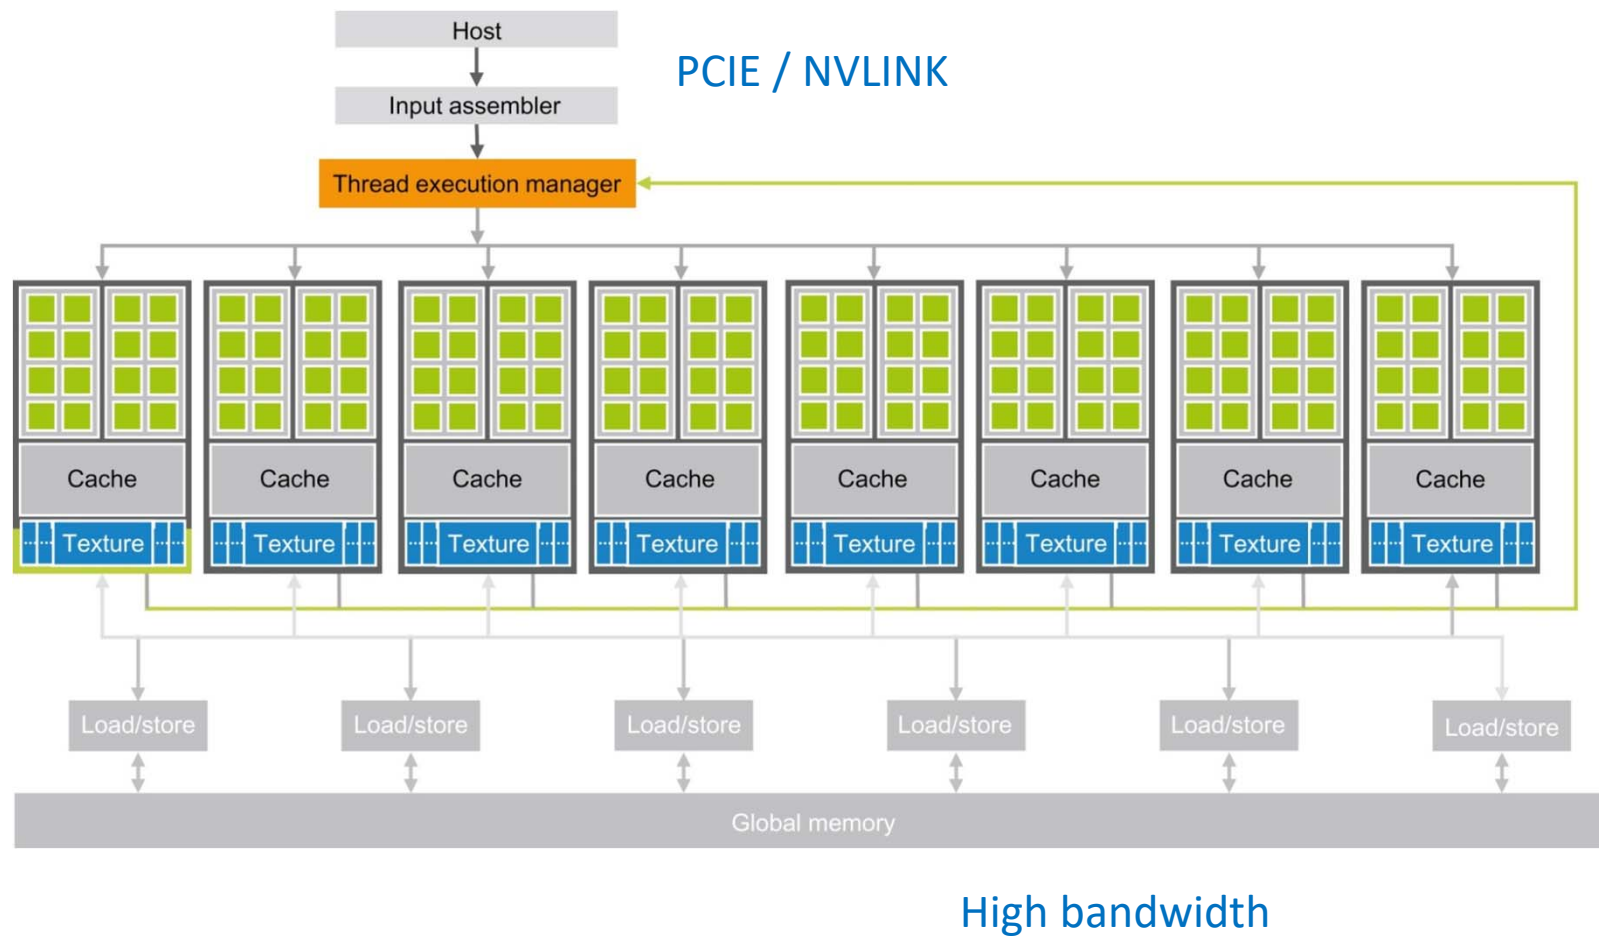 Host
PCIE / NVLINK
Input assembler
Thread execution manager
Cache
Cache
Cache
Cache
Cache
Cache
Cache
Cache
Texture
Texture
Texture
Texture
Texture
Texture
Texture
Texture
Load/store
Load/store
Load/store
Load/store
Load/store
Load/store
Global memory
High bandwidth